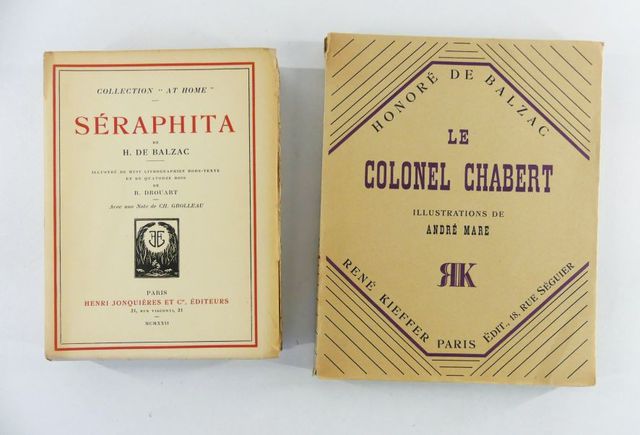 COLLECTION " AT HOME "
SÉRAPHITA
DE
H. DE BALZAC
ILLUSTRÉ DE HUIT LITHOGRAPHIES HORS-TEXTE
ET DE QUATORZE BOIS
DE
R. DROUART
Avec une Note de CH. GROLLEAU
PARIS
HENRI JONQUIÈRES ET Cie, ÉDITEURS
21, RUE VISCONTI, 21
MCMXXII
HONORÉ DE BALZAC
LE
COLONEL CHABERT
ILLUSTRATIONS DE
ANDRÉ MARE
RK
RENÉ KIEFFER
ÉDIT. 18, RUE SÉGUIER
PARIS